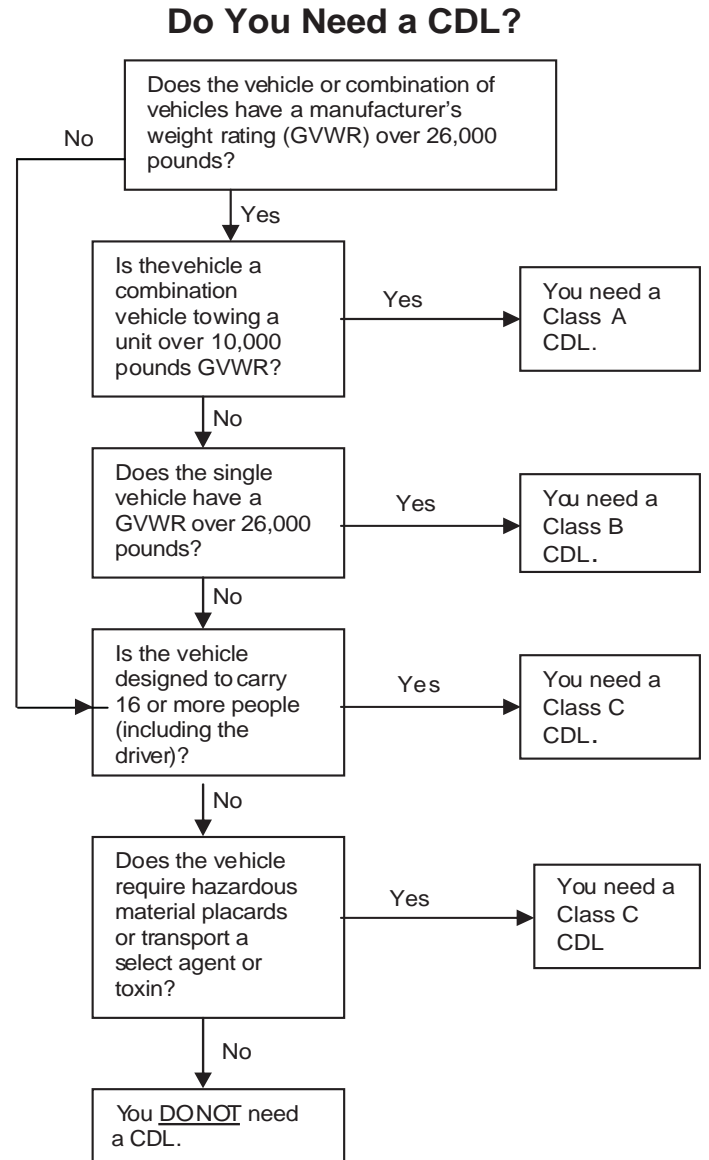 Do You Need a CDL?
Does the vehicle or combination of
vehicles have a manufacturer's
weight rating (GVWR) over 26,000
pounds?
No
Yes
Is thevehicle a
combination
vehicle towing a
unit over 10,000
pounds GVWR?
Yes
You need a
Class A
CDL.
No
Does the single
vehicle have a
GVWR over 26,000
pounds?
Yes
You need a
Class B
CDL.
No
Is the vehicle
designed to carry
16 or more people
(including the
driver)?
Yes
You need a
Class C
CDL.
No
Does the vehicle
require hazardous
material placards
or transport a
select agent or
toxin?
Yes
You need a
Class C
CDL
No
You DO NOT need
a CDL.